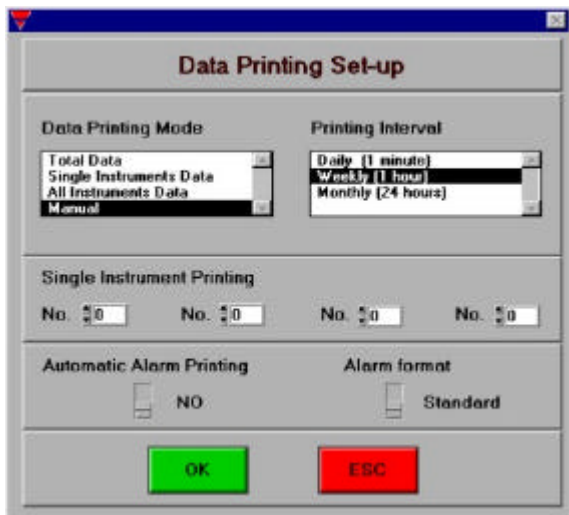 Data Printing Set-up
Data Printing Mode
Total Data
Single Instruments Data
All Instruments Data
Manual
Printing Interval
Daily (1 minute)
Weekly (1 hour)
Monthly (24 hours)
Single Instrument Printing
No. 0 No. 0 No. 0 No. 0
Automatic Alarm Printing
NO
Alarm format
Standard
OK
ESC